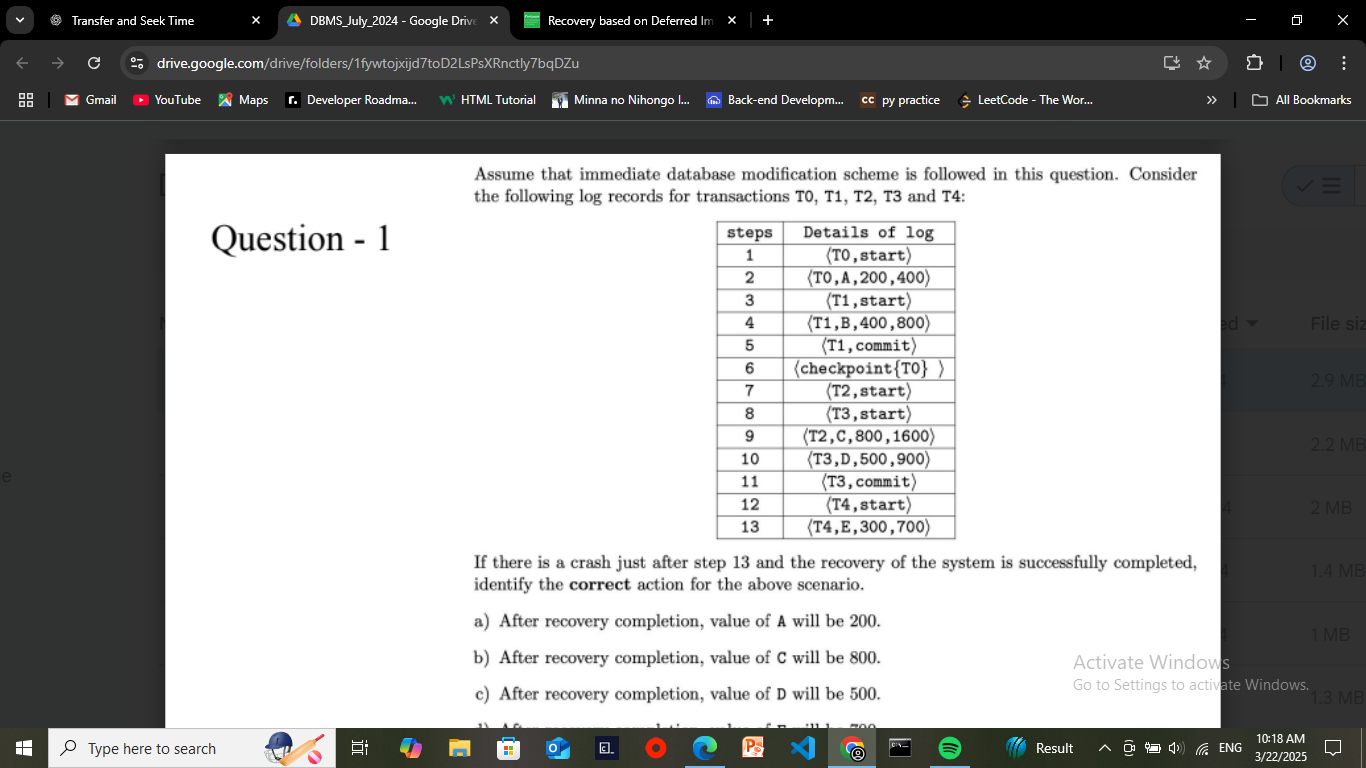 Transfer and Seek Time
DBMS_July_2024 - Google Drive
Recovery based on Deferred Im
drive.google.com/drive/folders/1fywtojxijd7toD2LsPsXRnctly7bqDZu
Gmail YouTube Maps Developer Roadma... HTML Tutorial Minna no Nihongo I... Back-end Developm... py practice LeetCode - The Wor... » All Bookmarks
Assume that immediate database modification scheme is followed in this question. Consider
the following log records for transactions T0, T1, T2, T3 and T4:
Question - 1
steps Details of log
1 ⟨T0,start⟩
2 ⟨T0,A,200,400⟩
3 ⟨T1,start⟩
4 ⟨T1,B,400,800⟩
5 ⟨T1,commit⟩
6 ⟨checkpoint{T0} ⟩
7 ⟨T2,start⟩
8 ⟨T3,start⟩
9 ⟨T2,C,800,1600⟩
10 ⟨T3,D,500,900⟩
11 ⟨T3,commit⟩
12 ⟨T4,start⟩
13 ⟨T4,E,300,700⟩
If there is a crash just after step 13 and the recovery of the system is successfully completed,
identify the correct action for the above scenario.
a) After recovery completion, value of A will be 200.
b) After recovery completion, value of C will be 800.
c) After recovery completion, value of D will be 500.
File siz
2.9 MB
2.2 MB
2 MB
1.4 MB
1 MB
1.3 MB
Activate Windows
Go to Settings to activate Windows.
Type here to search
Result
ENG
10:18 AM
3/22/2025